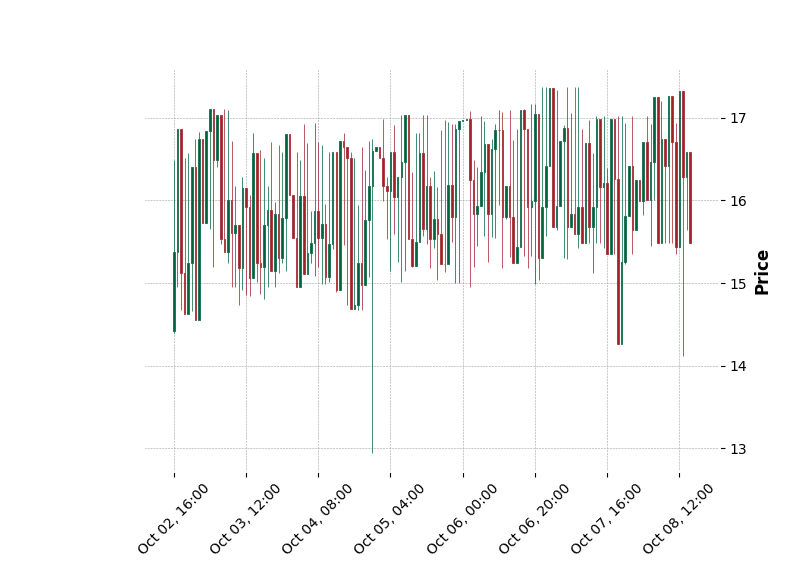 17
16
15
14
13
Price
Oct 02, 16:00
Oct 03, 12:00
Oct 04, 08:00
Oct 05, 04:00
Oct 06, 00:00
Oct 06, 20:00
Oct 07, 16:00
Oct 08, 12:00